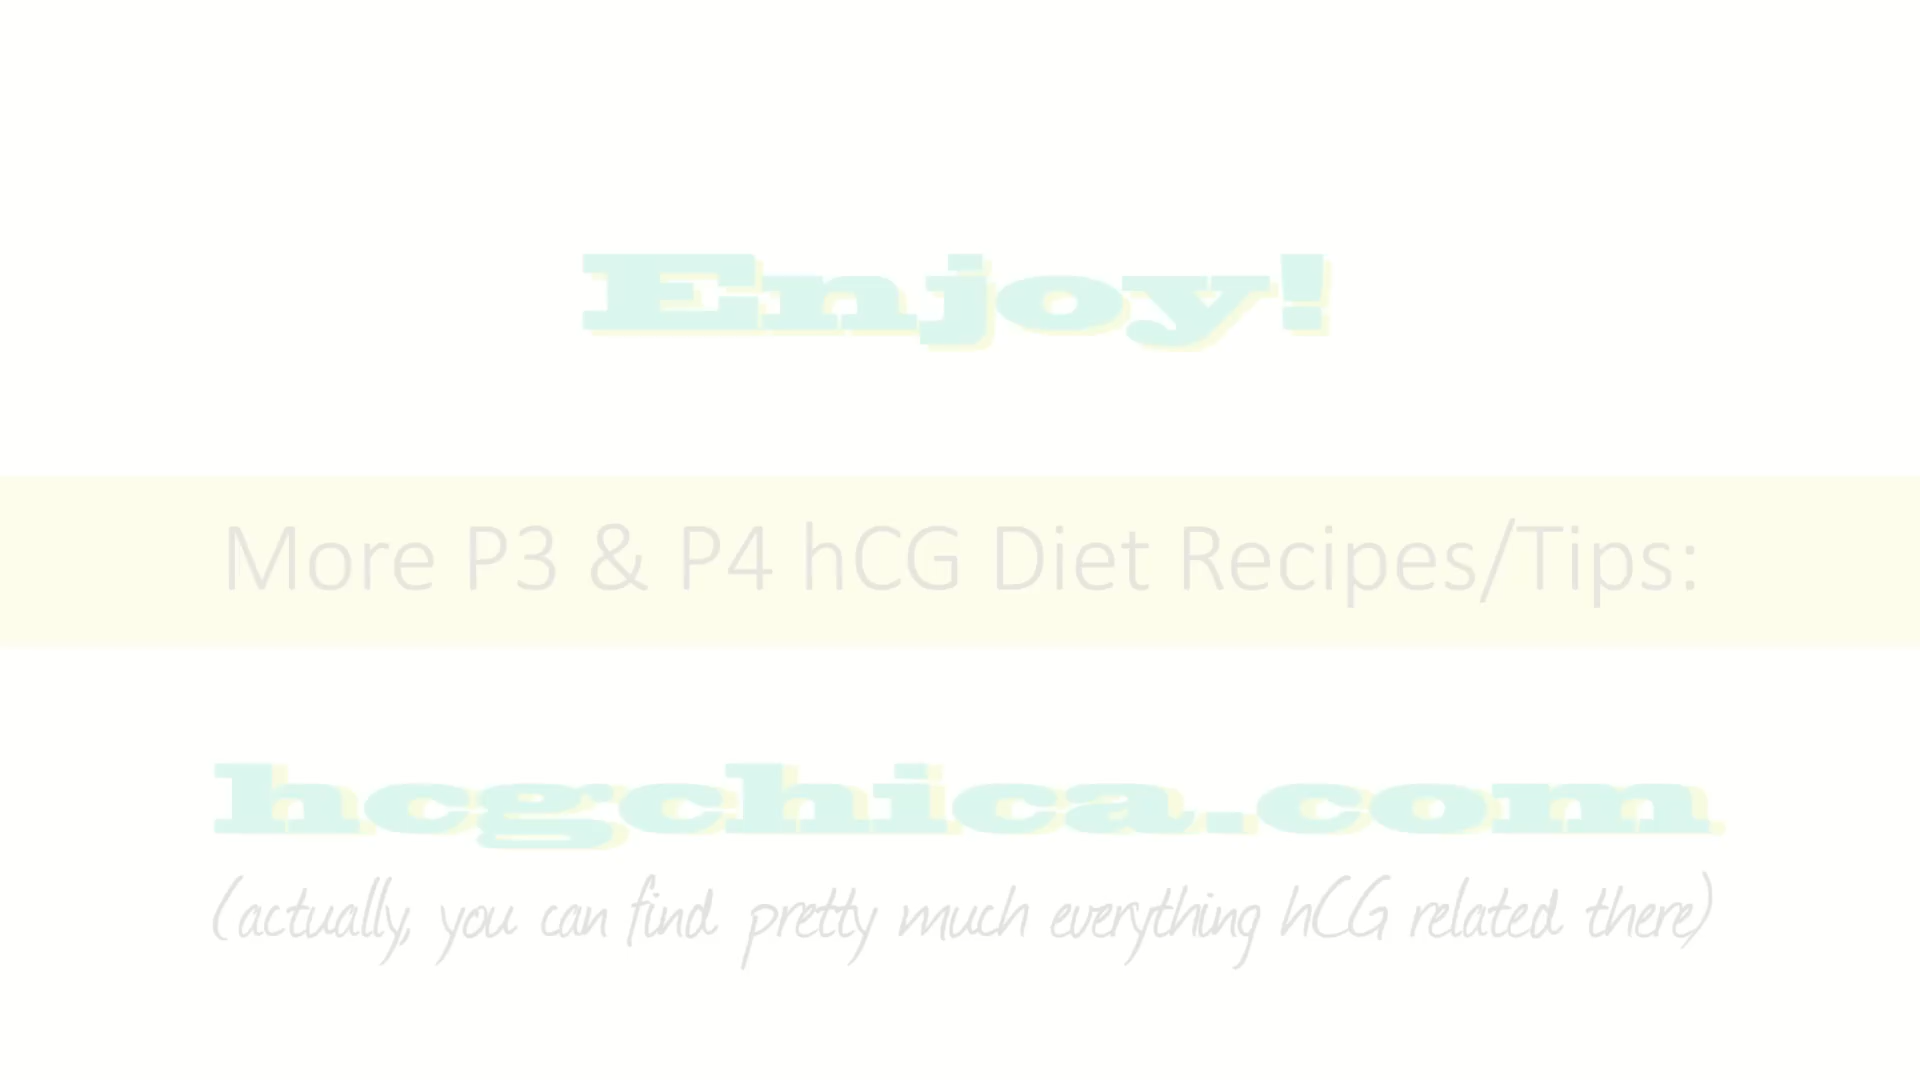 Enjoy!
More P3 & P4 hCG Diet Recipes/Tips:
hcgchica.com
(actually, you can find pretty much everything hCG related there)